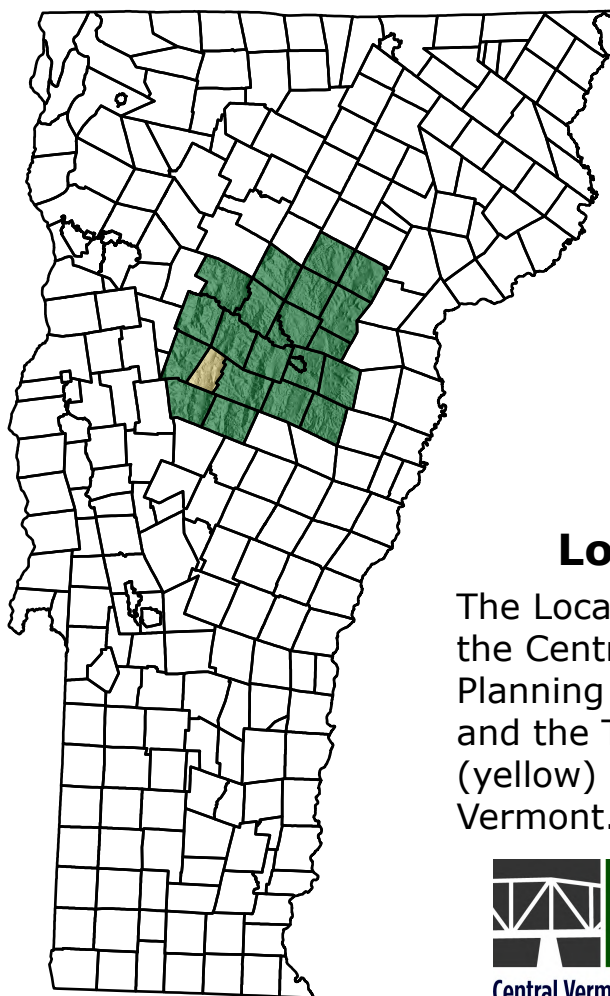 Lo
The Loca
the Centr
Planning
and the T
(yellow)
Vermont.
Central Verm